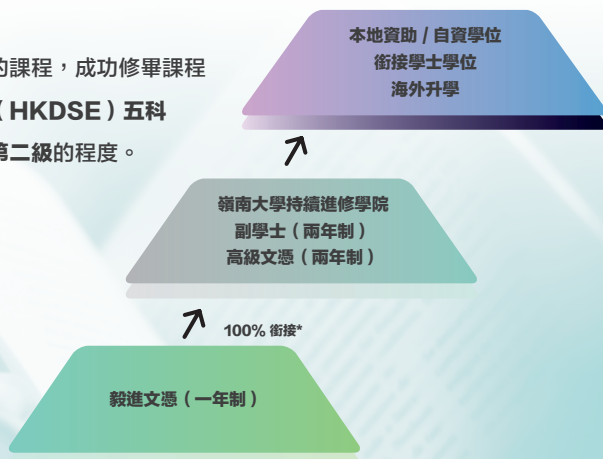 的課程，成功修畢課程
（HKDSE）五科
第二級的程度。
本地資助 / 自資學位
銜接學士學位
海外升學
嶺南大學持續進修學院
副學士（兩年制）
高級文憑（兩年制）
100% 銜接*
毅進文憑（一年制）